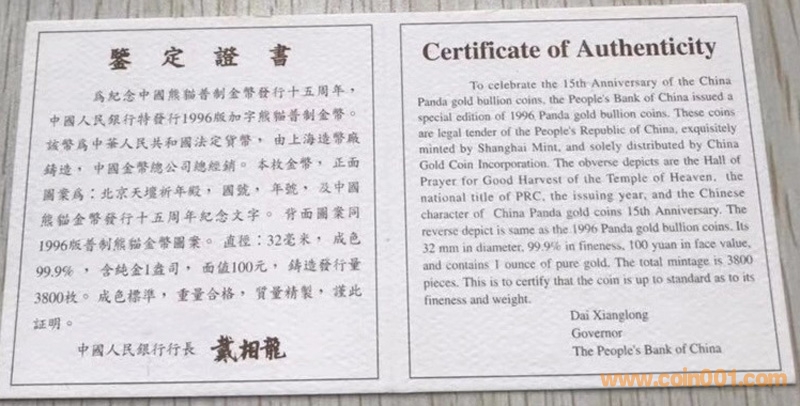 鑒定證書
爲紀念中國熊貓普制金幣發行十五周年，
中國人民銀行特發行1996版加字熊貓普制金幣。
該幣爲中華人民共和國法定貨幣，由上海造幣廠
鑄造，中國金幣總公司總經銷。本枚金幣，正面
圖案爲：北京天壇祈年殿，國號，年號，及中國
熊貓金幣發行十五周年紀念文字。背面圖案同
1996版普制熊貓金幣圖案。直徑：32毫米，成色
99.9%，含純金1盎司，面值100元，鑄造發行量
3800枚。成色標準，重量合格，質量精製，謹此
証明。
中國人民銀行行長 戴相龍
Certificate of Authenticity
To celebrate the 15th Anniversary of the China
Panda gold bullion coins, the People's Bank of China issued a
special edition of 1996 Panda gold bullion coins. These coins
are legal tender of the People's Republic of China, exquisitely
minted by Shanghai Mint, and solely distributed by China
Gold Coin Incorporation. The obverse depicts are the Hall of
Prayer for Good Harvest of the Temple of Heaven, the
national title of PRC, the issuing year, and the Chinese
character of China Panda gold coins 15th Anniversary. The
reverse depict is same as the 1996 Panda gold bullion coins. Its
32 mm in diameter, 99.9% in fineness, 100 yuan in face value,
and contains 1 ounce of pure gold. The total mintage is 3800
pieces. This is to certify that the coin is up to standard as to its
fineness and weight.
Dai Xianglong
Governor
The People's Bank of China
www.coin001.com